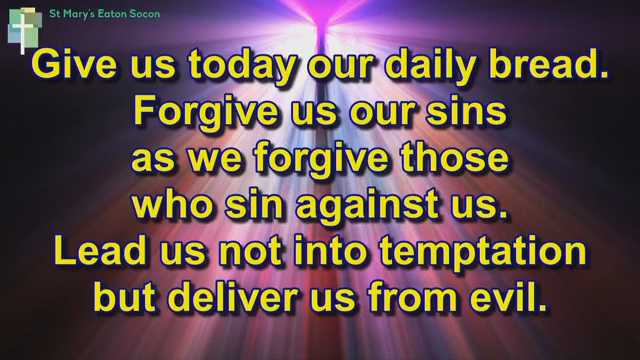 St Mary's Eaton Socon
Give us today our daily bread.
Forgive us our sins
as we forgive those
who sin against us.
Lead us not into temptation
but deliver us from evil.